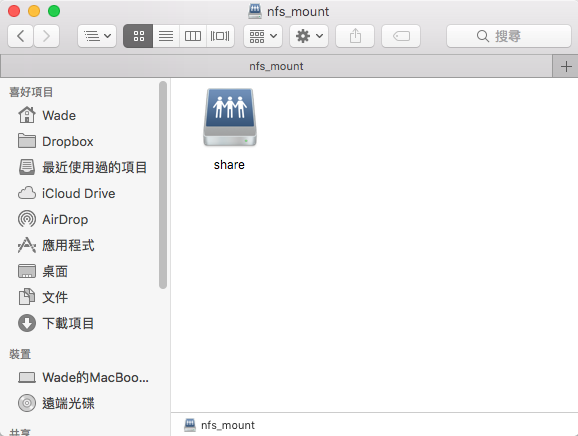 nfs_mount
搜尋
nfs_mount
喜好項目
Wade
Dropbox
最近使用過的項目
iCloud Drive
AirDrop
應用程式
桌面
文件
下載項目
裝置
Wade的MacBoo...
遠端光碟
共享
share
nfs_mount